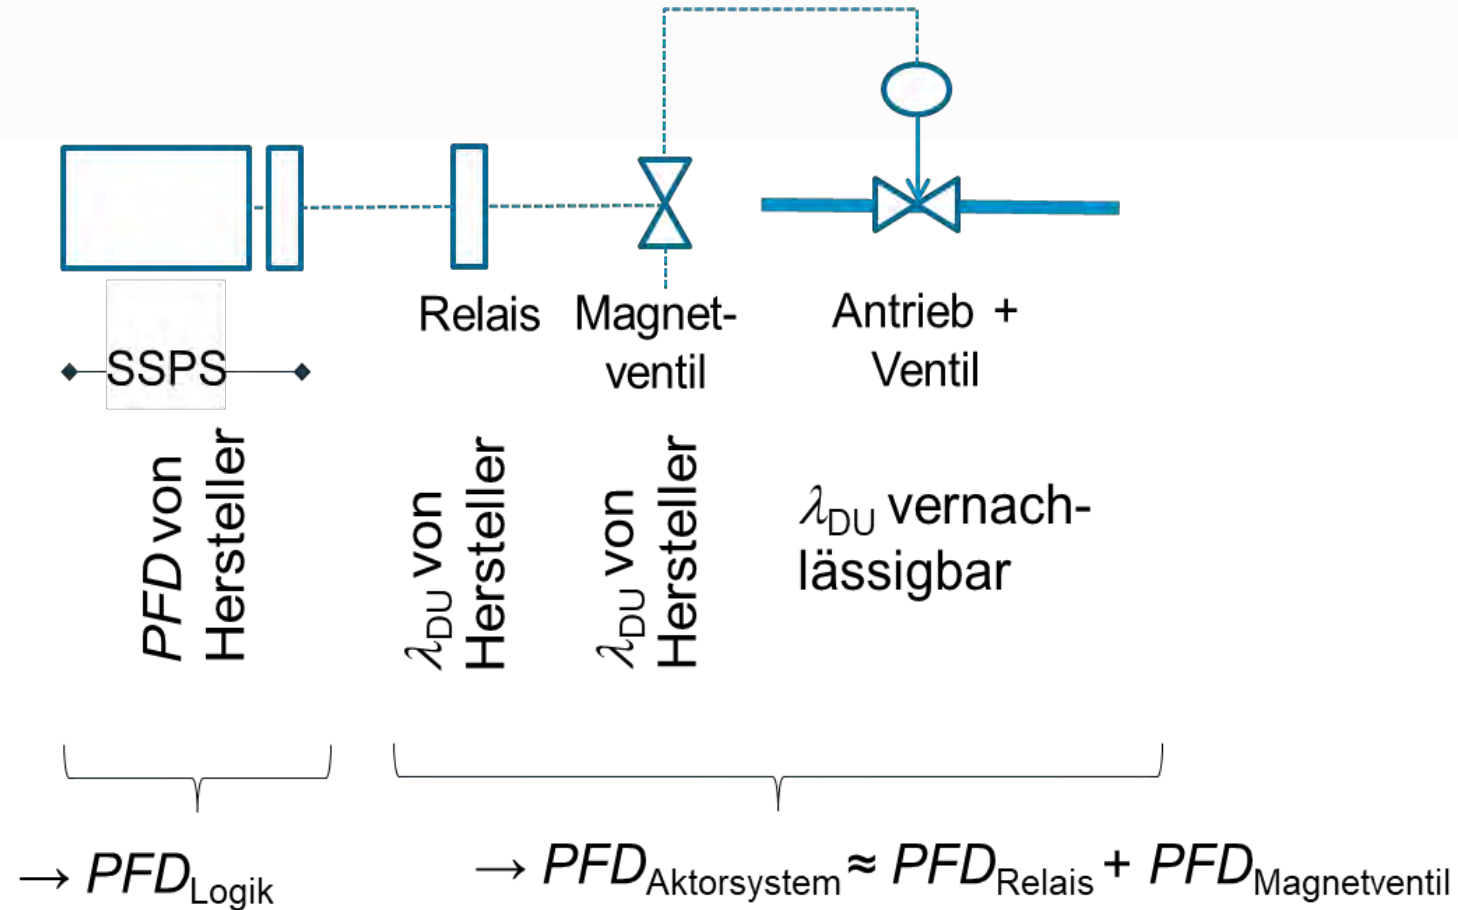 Relais
Magnet-
ventil
Antrieb +
Ventil
SSPS
PFD von
Hersteller
λDU von
Hersteller
λDU von
Hersteller
λDU vernach-
lässigbar
→ PFDLogik
→ PFDAktorsystem ≈ PFDRelais + PFDMagnetventil